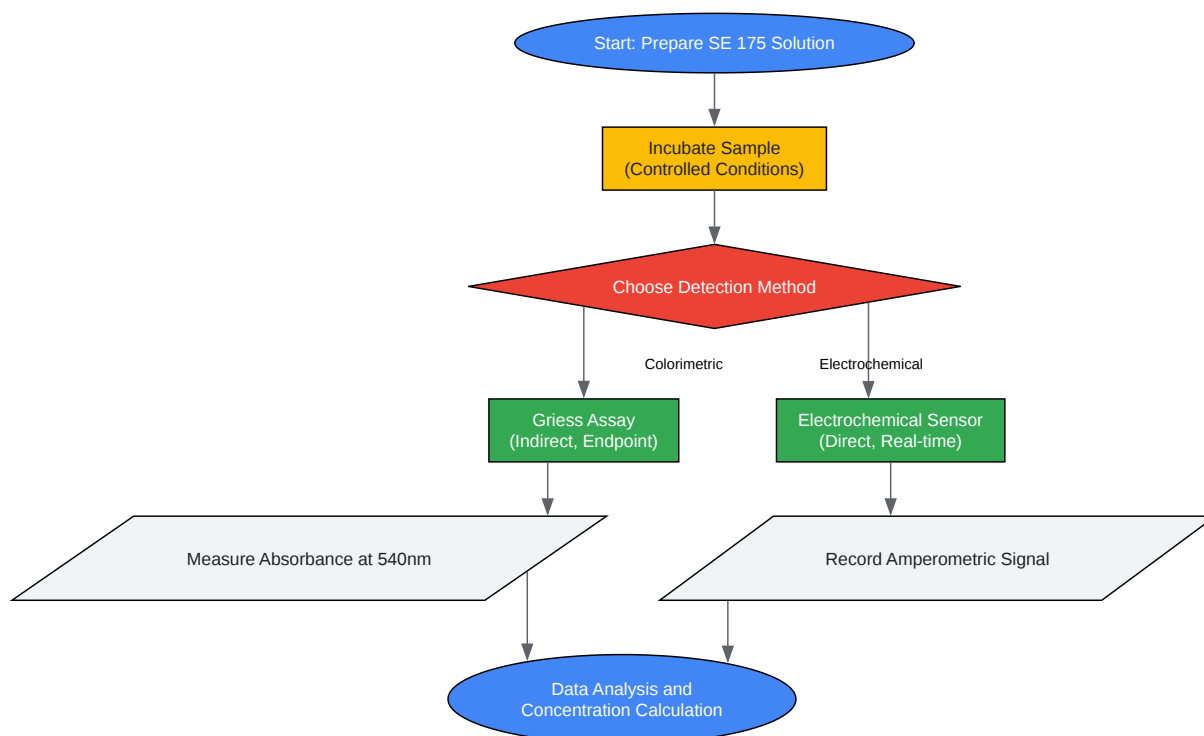 Start: Prepare SE 175 Solution
Incubate Sample
(Controlled Conditions)
Choose Detection Method
Colorimetric
Electrochemical
Griess Assay
(Indirect, Endpoint)
Electrochemical Sensor
(Direct, Real-time)
Measure Absorbance at 540nm
Record Amperometric Signal
Data Analysis and
Concentration Calculation